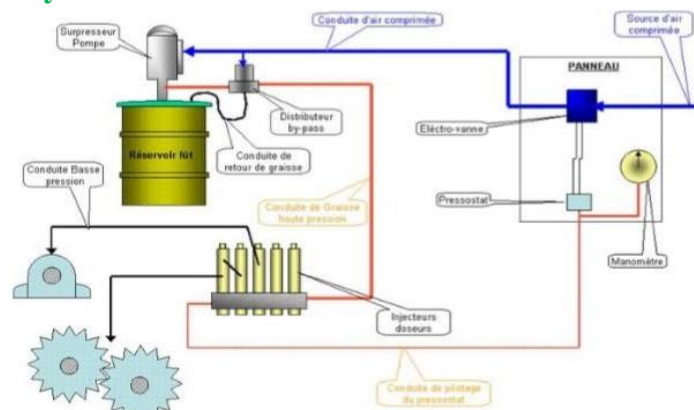 Surpresseur
Pompe
Conduite d'air comprimée
Source d'air
comprimée
PANNEAU
Eléctro-vanne
Distributeur
by-pass
Réservoir fût
Conduite de
retour de graisse
Conduite Basse
pression
Conduite de Graisse
haute pression
Pressostat
Manomètre
Injecteurs
doseurs
Conduite de pilotage
du pressostat